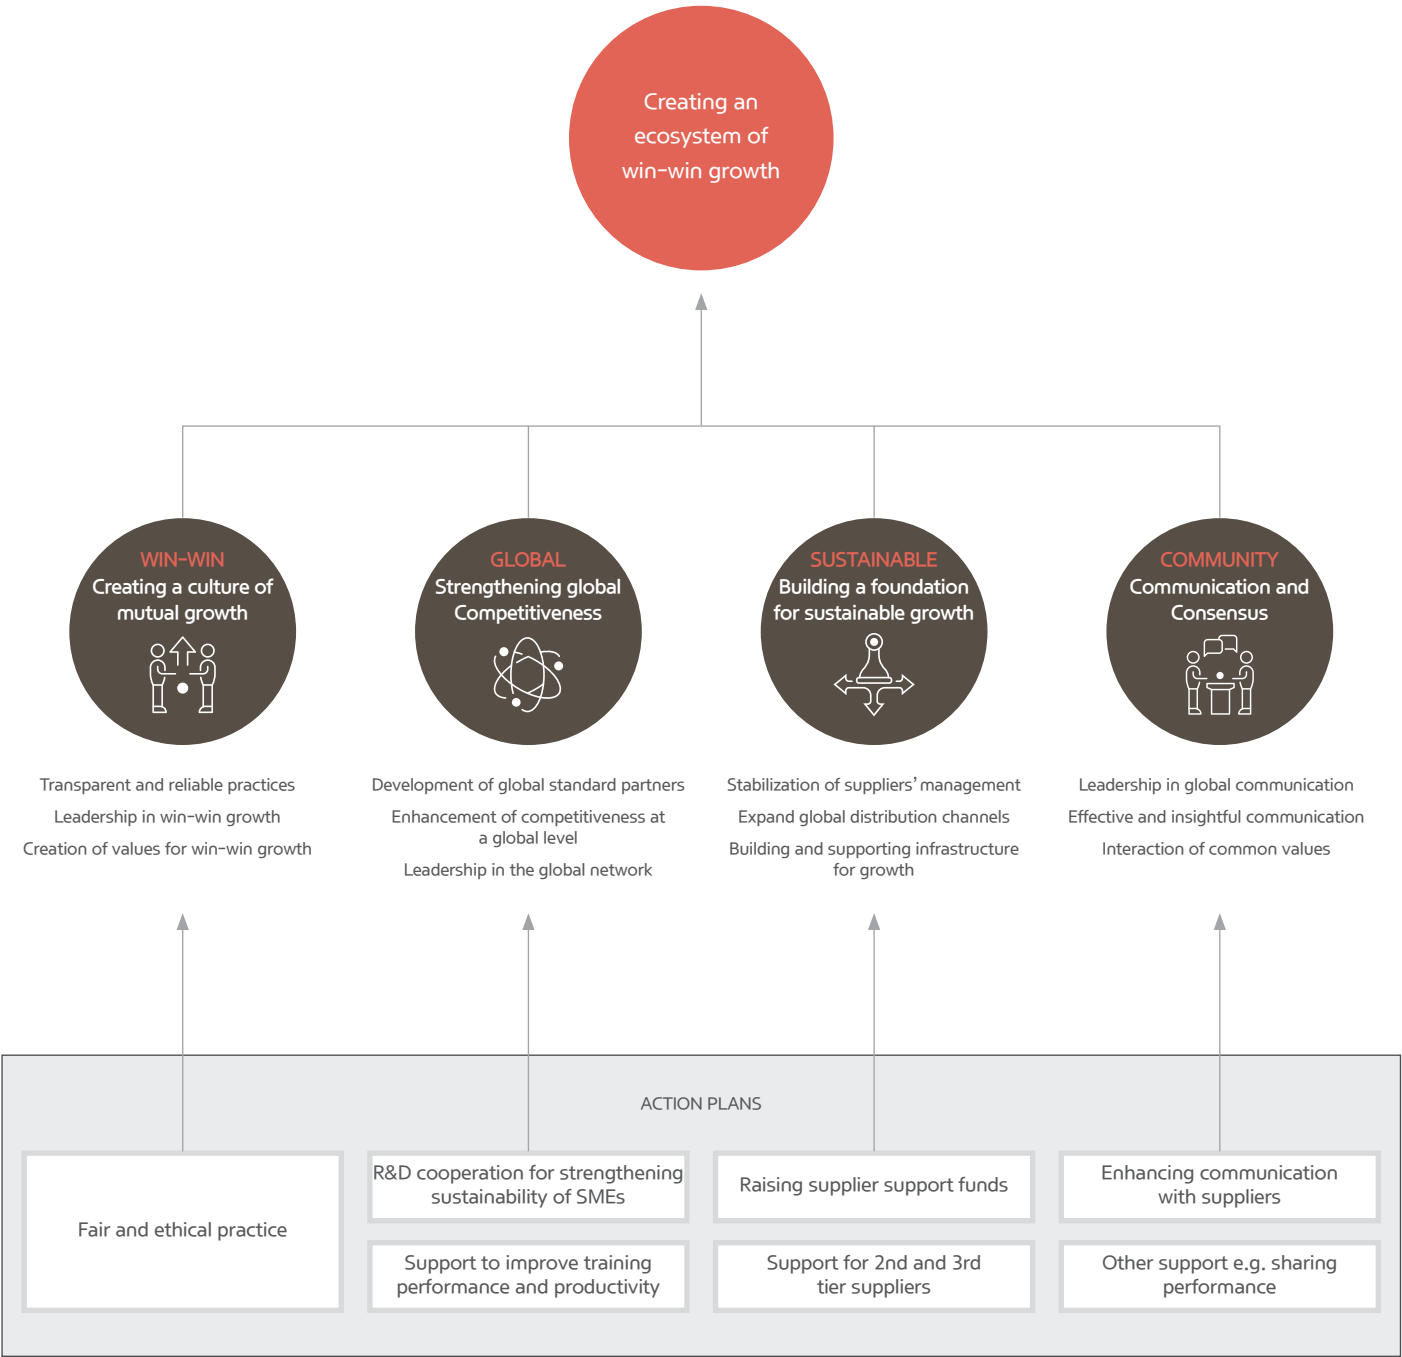 Creating an
ecosystem of
win-win growth
WIN-WIN
Creating a culture of
mutual growth
GLOBAL
Strengthening global
Competitiveness
SUSTAINABLE
Building a foundation
for sustainable growth
COMMUNITY
Communication and
Consensus
Transparent and reliable practices
Leadership in win-win growth
Creation of values for win-win growth
Development of global standard partners
Enhancement of competitiveness at
a global level
Leadership in the global network
Stabilization of suppliers’ management
Expand global distribution channels
Building and supporting infrastructure
for growth
Leadership in global communication
Effective and insightful communication
Interaction of common values
ACTION PLANS
Fair and ethical practice
R&D cooperation for strengthening
sustainability of SMEs
Support to improve training
performance and productivity
Raising supplier support funds
Support for 2nd and 3rd
tier suppliers
Enhancing communication
with suppliers
Other support e.g. sharing
performance